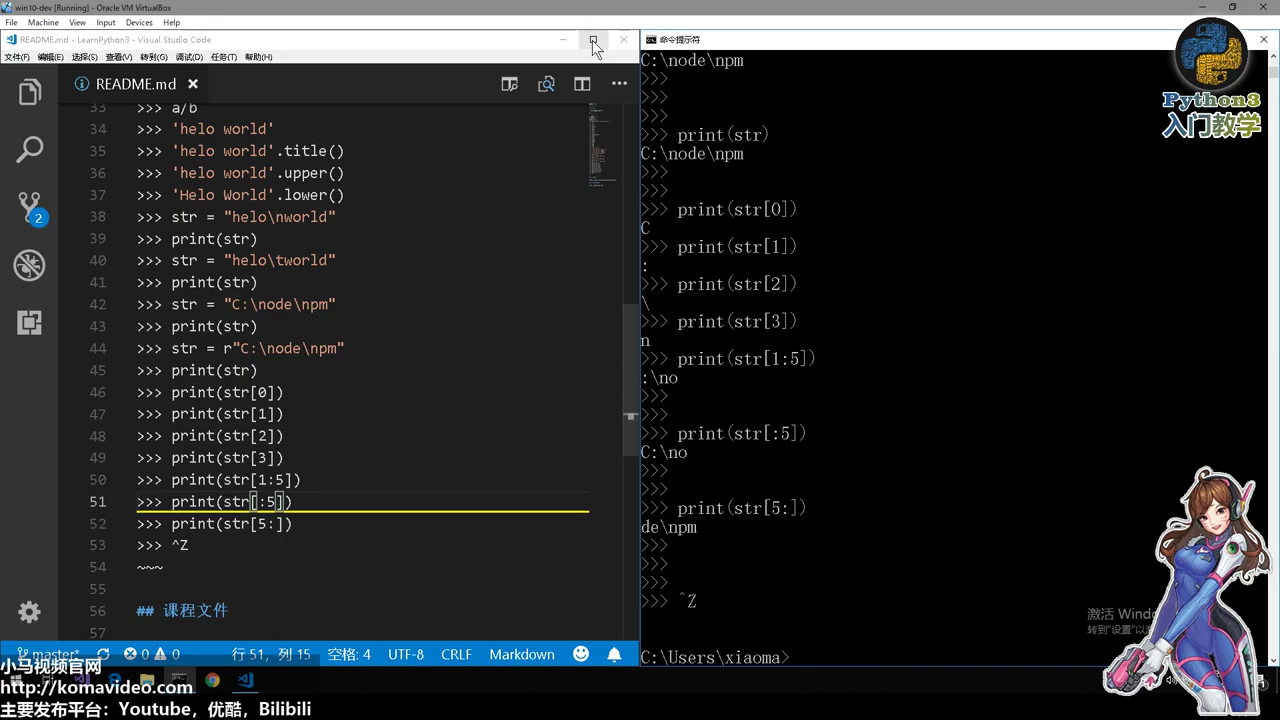 win10-dev [Running] - Oracle VM VirtualBox
File Machine View Input Devices Help
README.md - LearnPython3 - Visual Studio Code
文件(F) 编辑(E) 选择(S) 查看(V) 转到(G) 调试(D) 任务(T) 帮助(H)
README.md
33 >>> a/b
34 >>> 'helo world'
35 >>> 'helo world'.title()
36 >>> 'helo world'.upper()
37 >>> 'Helo World'.lower()
38 >>> str = "helo\nworld"
39 >>> print(str)
40 >>> str = "helo\tworld"
41 >>> print(str)
42 >>> str = "C:\node\npm"
43 >>> print(str)
44 >>> str = r"C:\node\npm"
45 >>> print(str)
46 >>> print(str[0])
47 >>> print(str[1])
48 >>> print(str[2])
49 >>> print(str[3])
50 >>> print(str[1:5])
51 >>> print(str[:5])
52 >>> print(str[5:])
53 >>> ^Z
54 ~~~
55
56 ## 课程文件
57
2
master* 0 0 行 51, 列 15 空格: 4 UTF-8 CRLF Markdown
命令提示符
C:\node\npm
>>>
>>>
>>>
>>> print(str)
C:\node\npm
>>>
>>>
>>> print(str[0])
C
>>> print(str[1])
:
>>> print(str[2])
\
>>> print(str[3])
n
>>> print(str[1:5])
:\no
>>>
>>>
>>> print(str[:5])
C:\no
>>>
>>>
>>> print(str[5:])
de\npm
>>>
>>>
>>>
>>> ^Z
C:\Users\xiaoma>
Python3
入门教学
激活 Windo
转到"设置"以
小马视频官网
http://komavideo.com
主要发布平台：Youtube，优酷，Bilibili